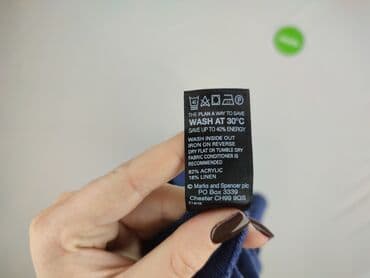 THE PLAN A WAY TO SAVE
WASH AT 30°C
SAVE UP TO 40% ENERGY
WASH INSIDE OUT
IRON ON REVERSE
DRY FLAT OR TUMBLE DRY
FABRIC CONDITIONER IS
RECOMMENDED
82% ACRYLIC
18% LINEN
© Marks and Spencer plc
PO Box 3339
Chester CH99 9QS